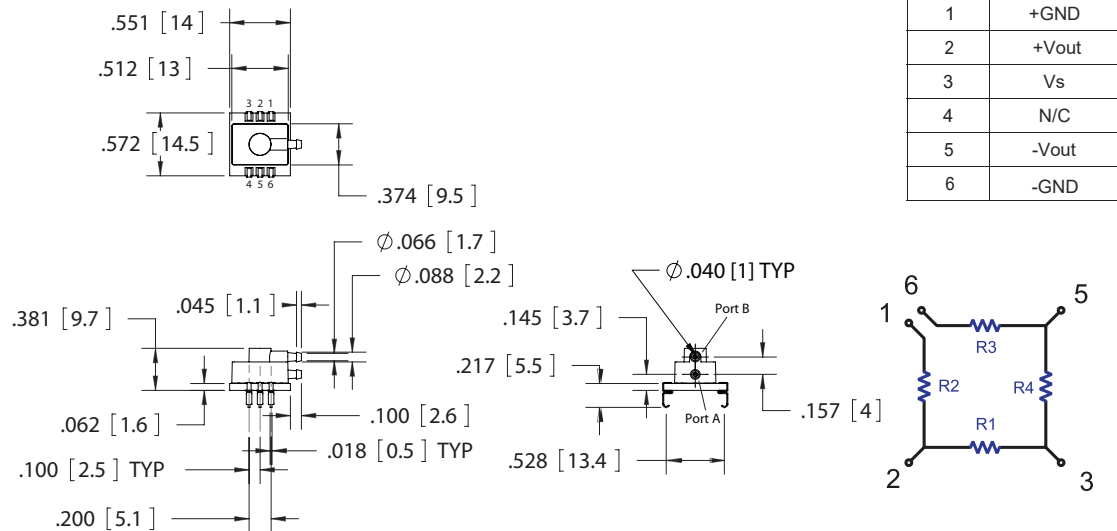 .551 [14]
.512 [13]
3 2 1
.572 [14.5]
4 5 6
.374 [9.5]
1 +GND
2 +Vout
3 Vs
4 N/C
5 -Vout
6 -GND
Ø.066 [1.7]
Ø.088 [2.2]
.045 [1.1]
.381 [9.7]
.062 [1.6]
.100 [2.6]
.018 [0.5] TYP
.100 [2.5] TYP
.200 [5.1]
Ø.040 [1] TYP
Port B
.145 [3.7]
.217 [5.5]
Port A
.157 [4]
.528 [13.4]
6
5
1
R3
R2
R4
R1
2
3